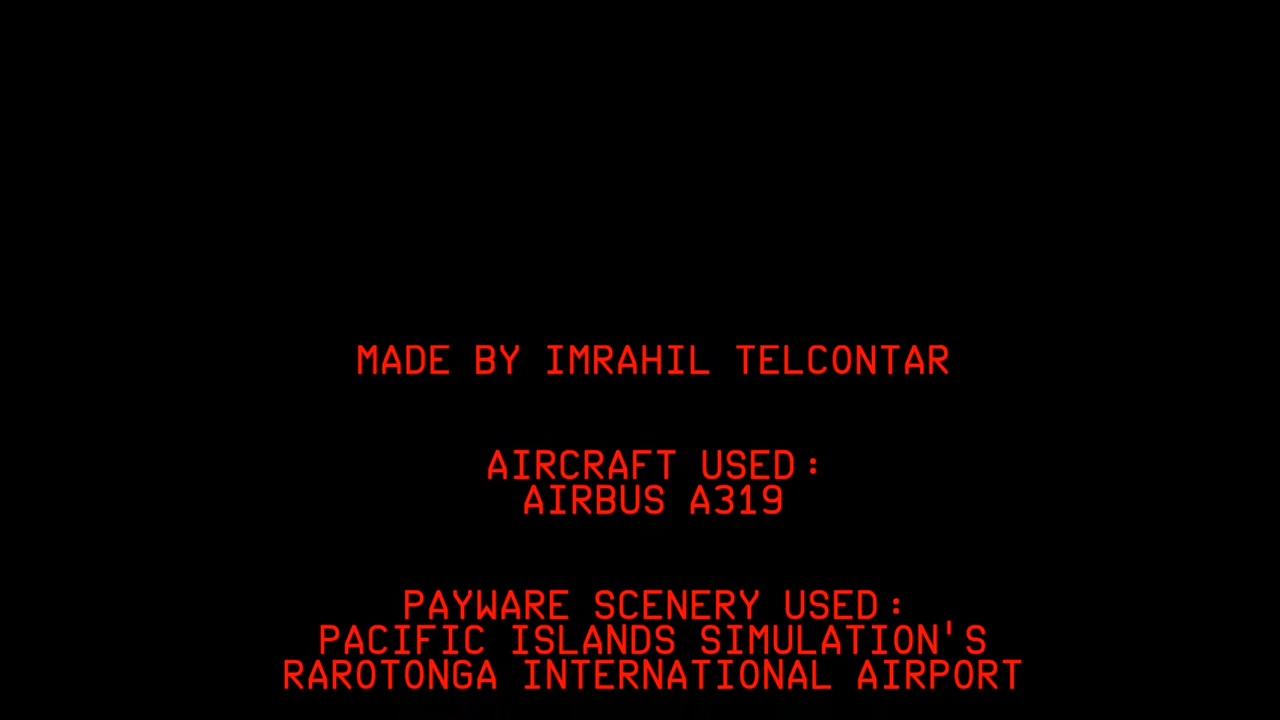 MADE BY IMRAHIL TELCONTAR
AIRCRAFT USED:
AIRBUS A319
PAYWARE SCENERY USED:
PACIFIC ISLANDS SIMULATION'S
RAROTONGA INTERNATIONAL AIRPORT